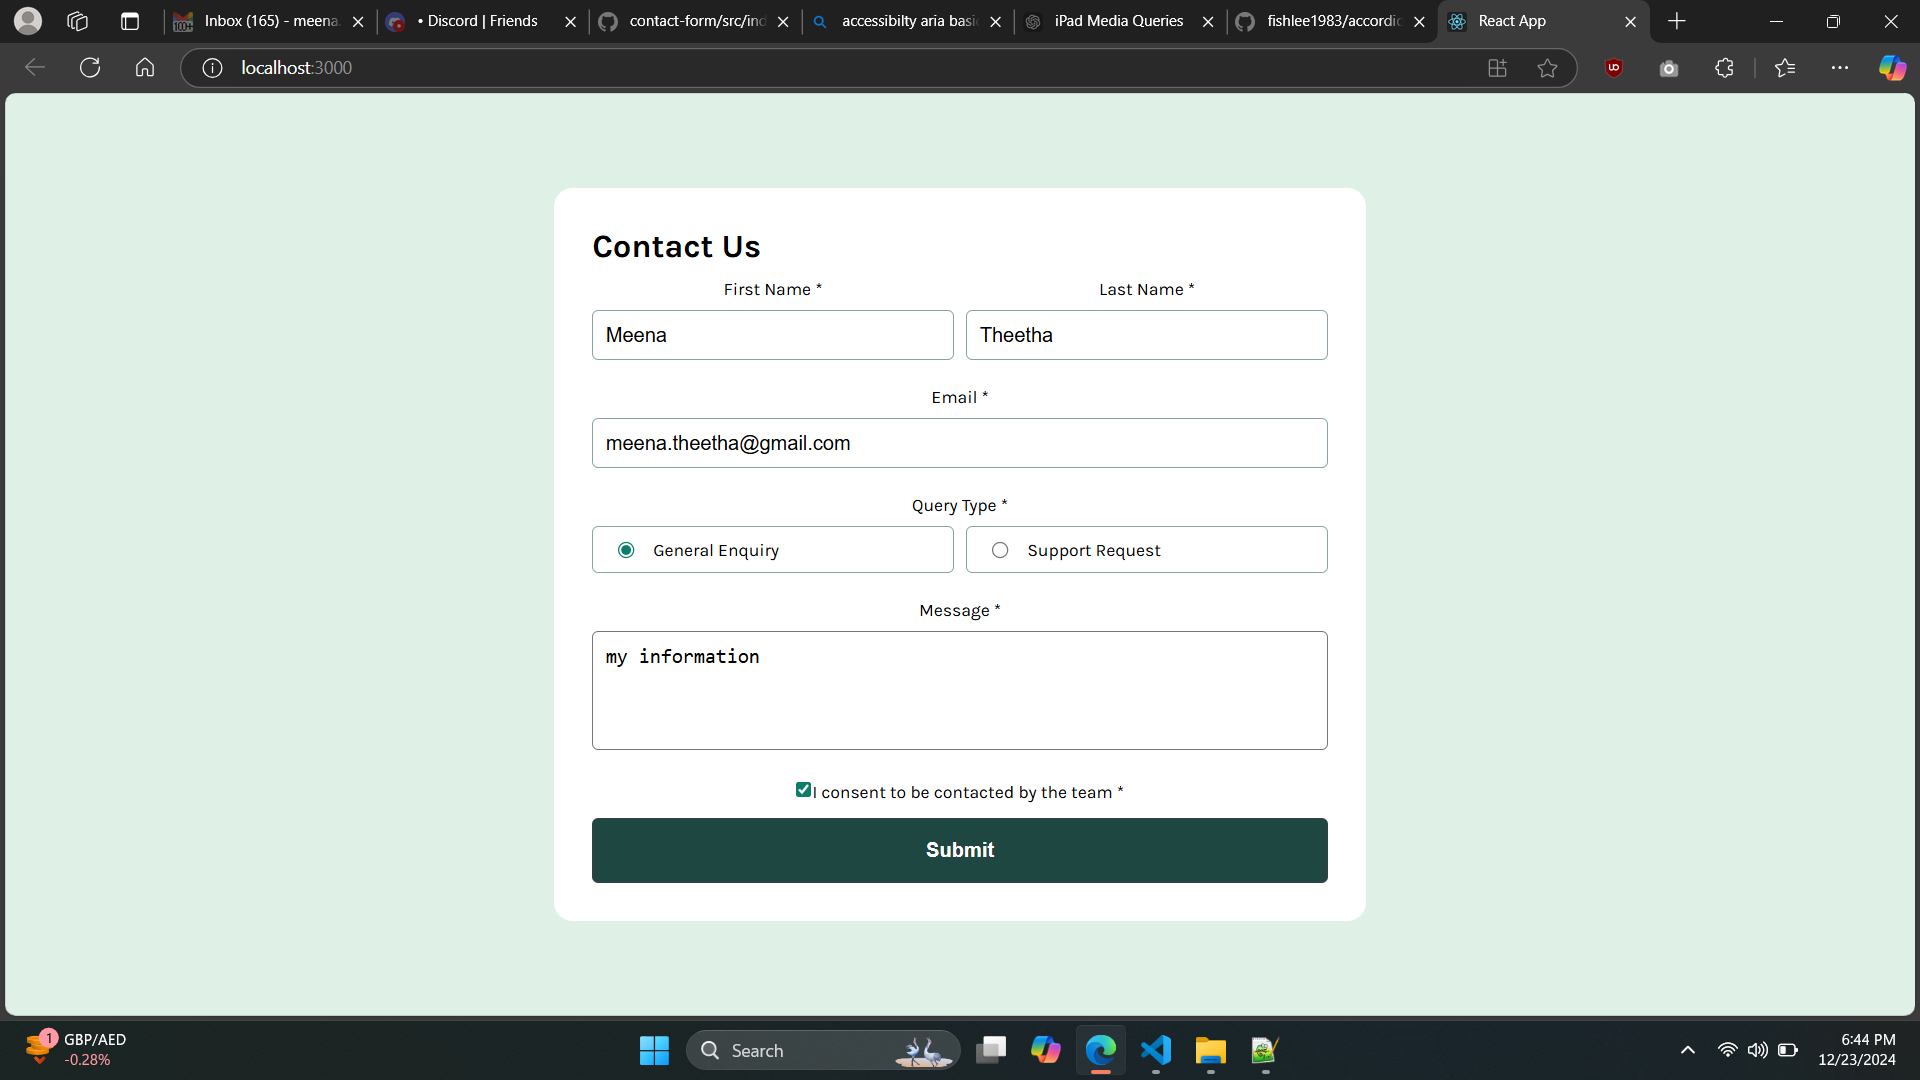 Inbox (165) - meena.
• Discord | Friends
contact-form/src/ind
accessibilty aria basi
iPad Media Queries
fishlee1983/accordic
React App
localhost:3000
Contact Us
First Name *
Last Name *
Meena
Theetha
Email *
meena.theetha@gmail.com
Query Type *
General Enquiry
Support Request
Message *
my information
I consent to be contacted by the team *
Submit
1
GBP/AED
-0.28%
Search
6:44 PM
12/23/2024